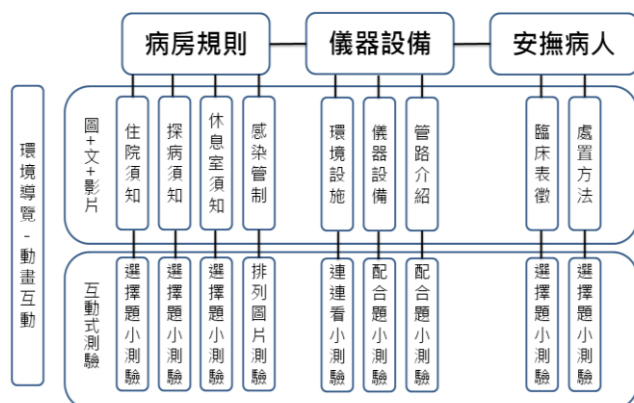 病房規則
儀器設備
安撫病人
環境導覽-動畫互動
圖+文+影片
住院須知
探病須知
休息室須知
感染管制
環境設施
儀器設備
管路介紹
臨床表徵
處置方法
互動式測驗
選擇題小測驗
選擇題小測驗
選擇題小測驗
排列圖片測驗
連連看小測驗
配合題小測驗
配合題小測驗
選擇題小測驗
選擇題小測驗